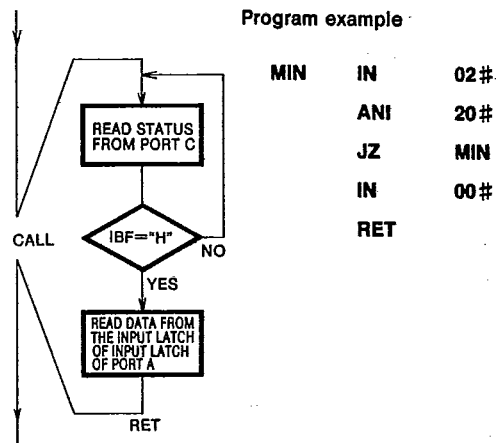 Program example
MIN IN 02#
ANI 20#
JZ MIN
IN 00#
RET
READ STATUS
FROM PORT C
CALL
IBF="H"
NO
YES
READ DATA FROM
THE INPUT LATCH
OF INPUT LATCH
OF PORT A
RET